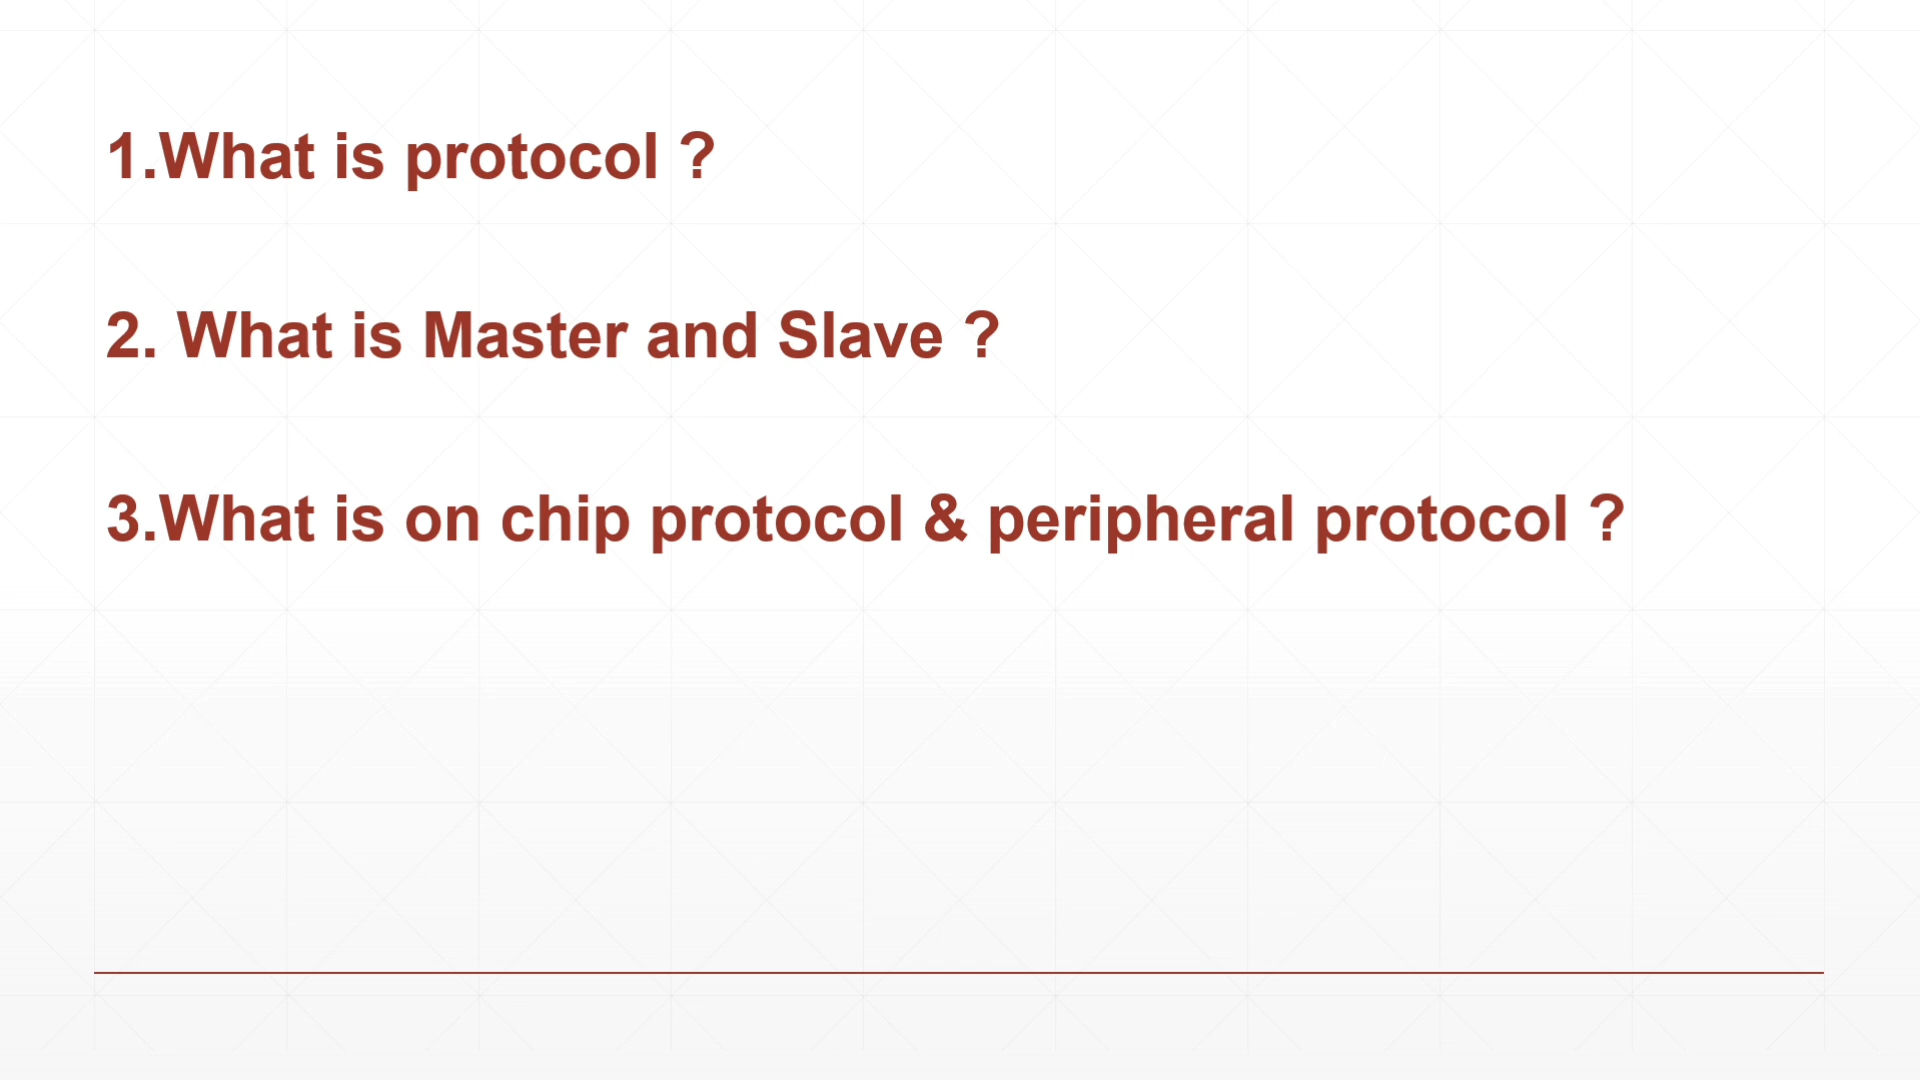 1.What is protocol ?
2. What is Master and Slave ?
3.What is on chip protocol & peripheral protocol ?